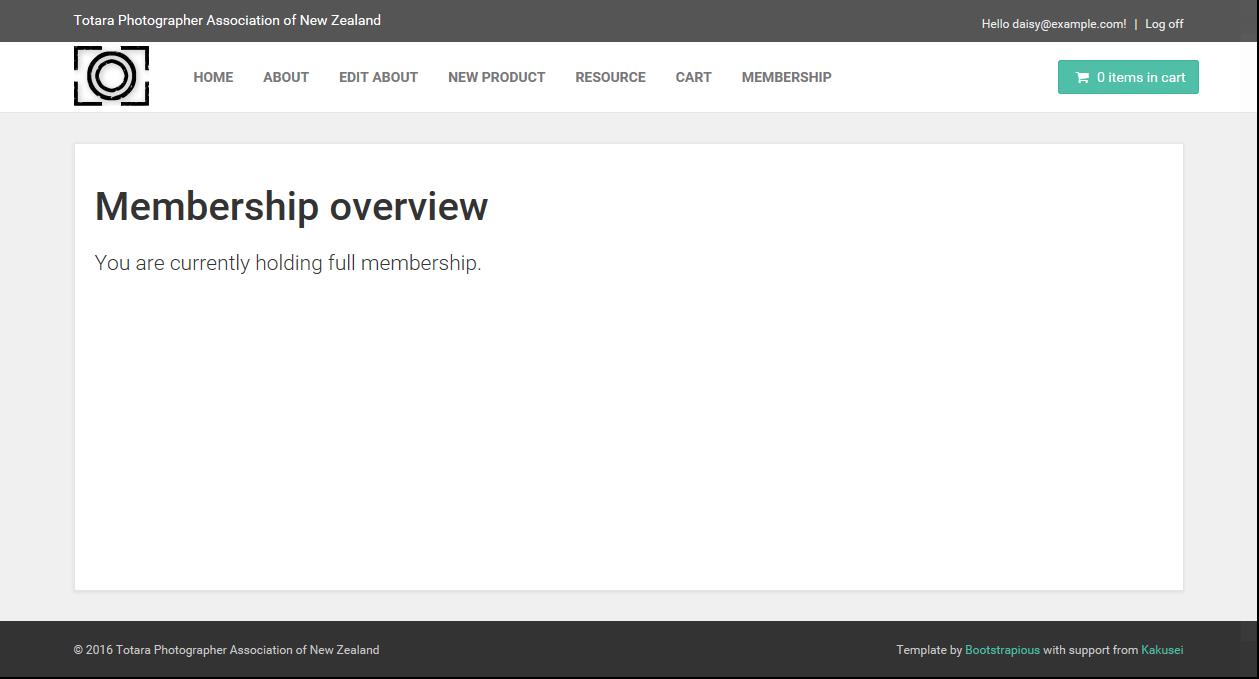 Totara Photographer Association of New Zealand
Hello daisy@example.com! | Log off
HOME ABOUT EDIT ABOUT NEW PRODUCT RESOURCE CART MEMBERSHIP
0 items in cart
Membership overview
You are currently holding full membership.
© 2016 Totara Photographer Association of New Zealand
Template by Bootstrapious with support from Kakusei